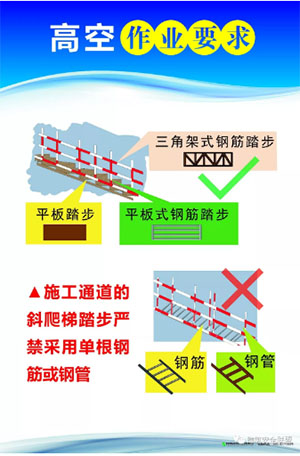 高空作业要求
三角架式钢筋踏步
平板踏步
平板式钢筋踏步
▲施工通道的
斜爬梯踏步严
禁采用单根钢
筋或钢管
钢筋
钢管